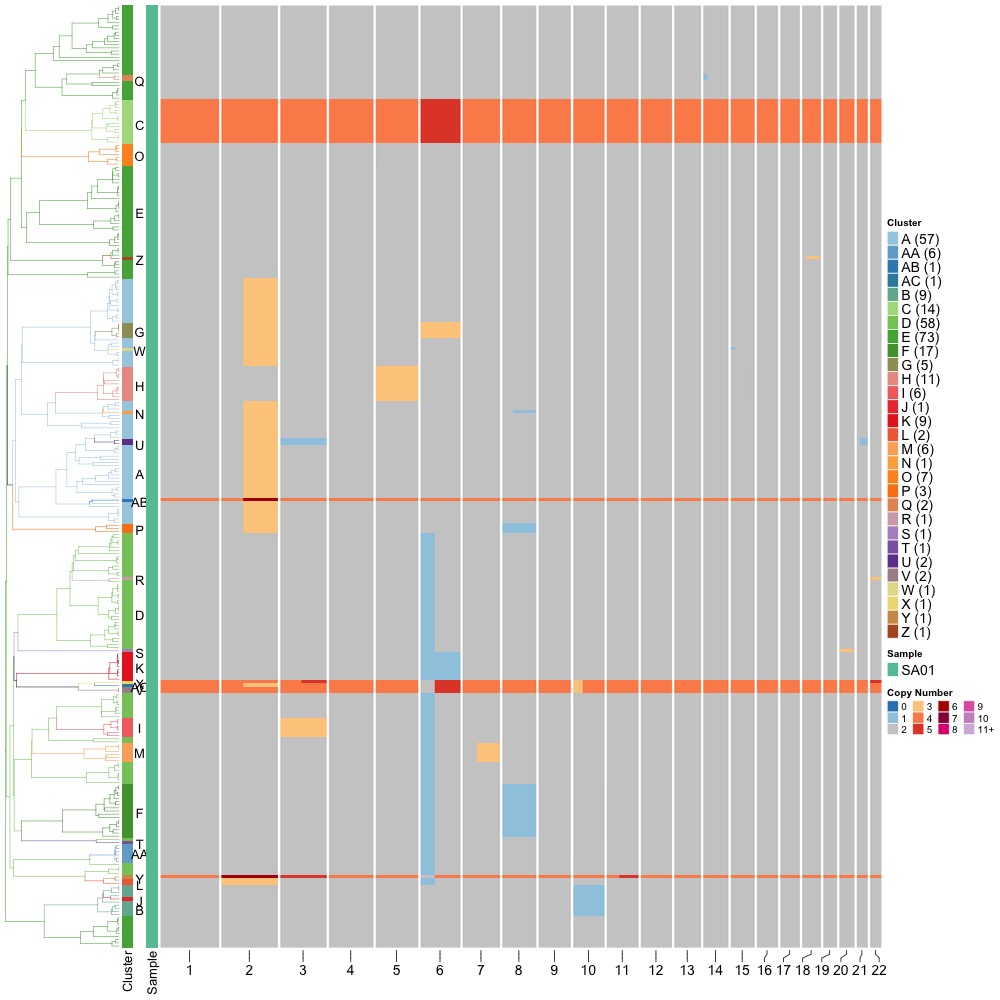 Q
C
O
E
Z
G
W
H
N
U
A
AB
P
R
D
S
K
X
AC
V
I
M
F
T
AA
Y
L
J
B
Cluster
Sample
1 2 3 4 5 6 7 8 9 10 11 12 13 14 15 16 17 18 19 20 21 22
Cluster
A (57)
AA (6)
AB (1)
AC (1)
B (9)
C (14)
D (58)
E (73)
F (17)
G (5)
H (11)
I (6)
J (1)
K (9)
L (2)
M (6)
N (1)
O (7)
P (3)
Q (2)
R (1)
S (1)
T (1)
U (2)
V (2)
W (1)
X (1)
Y (1)
Z (1)
Sample
SA01
Copy Number
0 3 6 9
1 4 7 10
2 5 8 11+